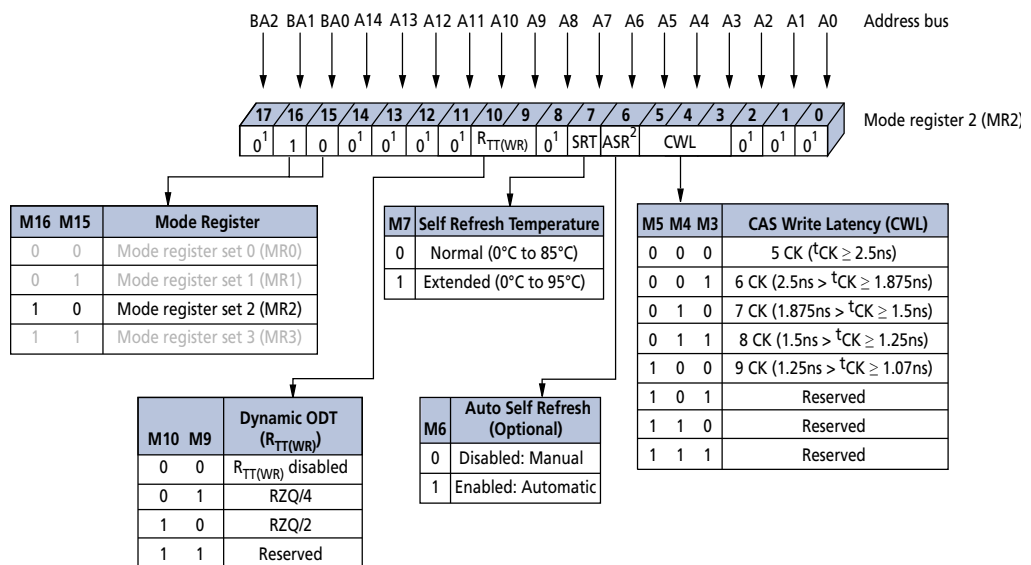 BA2 BA1 BA0 A14 A13 A12 A11 A10 A9 A8 A7 A6 A5 A4 A3 A2 A1 A0 Address bus
17 16 15 14 13 12 11 10 9 8 7 6 5 4 3 2 1 0
Mode register 2 (MR2)
0¹ 1 0 0¹ 0¹ 0¹ 0¹ RTT(WR) 0¹ SRT ASR² CWL 0¹ 0¹ 0¹
M16 M15 Mode Register
0 0 Mode register set 0 (MR0)
0 1 Mode register set 1 (MR1)
1 0 Mode register set 2 (MR2)
1 1 Mode register set 3 (MR3)
M7 Self Refresh Temperature
0 Normal (0°C to 85°C)
1 Extended (0°C to 95°C)
M5 M4 M3 CAS Write Latency (CWL)
0 0 0 5 CK (tCK ≥ 2.5ns)
0 0 1 6 CK (2.5ns > tCK ≥ 1.875ns)
0 1 0 7 CK (1.875ns > tCK ≥ 1.5ns)
0 1 1 8 CK (1.5ns > tCK ≥ 1.25ns)
1 0 0 9 CK (1.25ns > tCK ≥ 1.07ns)
1 0 1 Reserved
1 1 0 Reserved
1 1 1 Reserved
M10 M9 Dynamic ODT
(RTT(WR))
0 0 RTT(WR) disabled
0 1 RZQ/4
1 0 RZQ/2
1 1 Reserved
M6 Auto Self Refresh
(Optional)
0 Disabled: Manual
1 Enabled: Automatic